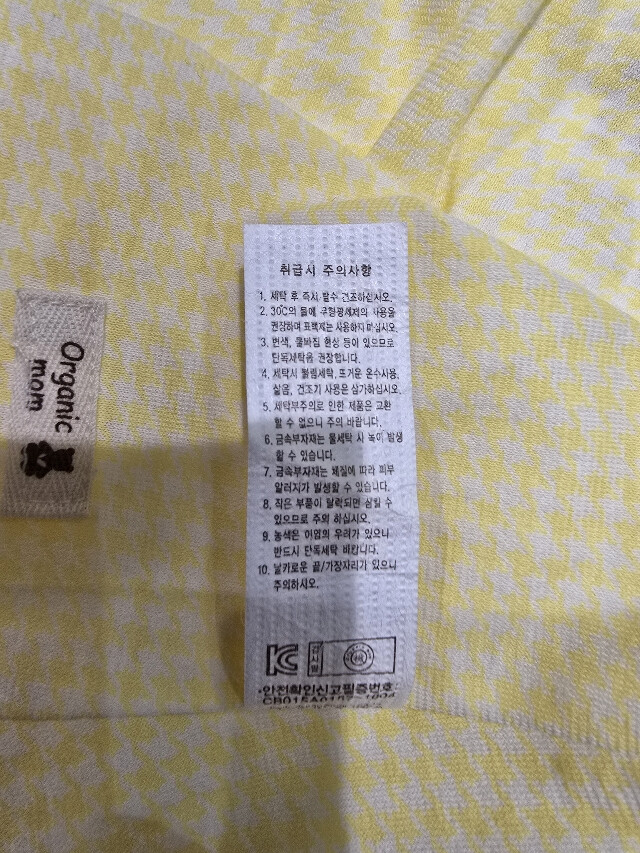 취급시 주의사항
1. 세탁 후 즉시 탈수 건조하십시오.
2. 30C의 물에 무형광세제의 사용을
권장하며 표백제는 사용하지 마십시오.
3. 변색, 물빠짐 현상 등이 있으므로
단독세탁을 권장합니다.
4. 세탁시 불림세탁, 뜨거운 온수사용,
삶음, 건조기 사용은 삼가하십시오.
5. 세탁부주의로 인한 제품은 교환
할 수 없으니 주의 바랍니다.
6. 금속부자재는 물세탁 시 녹이 발생
할 수 있습니다.
7. 금속부자재는 체질에 따라 피부
알러지가 발생할 수 있습니다.
8. 작은 부품이 탈락되면 삼킬 수
있으므로 주의 하십시오.
9. 농색은 이염의 우려가 있으니
반드시 단독세탁 바랍니다.
10. 날카로운 끝/가장자리가 있으니
주의하십시오.
KC
검사필
·안전확인신고필증번호:
Organic
mom